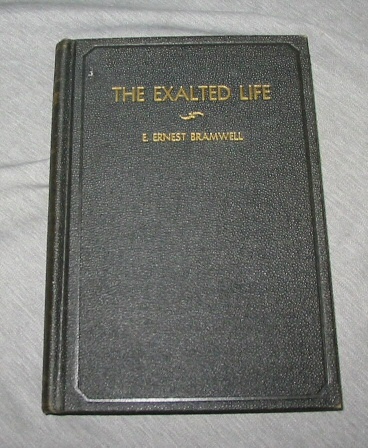 THE EXALTED LIFE
E. ERNEST BRAMWELL